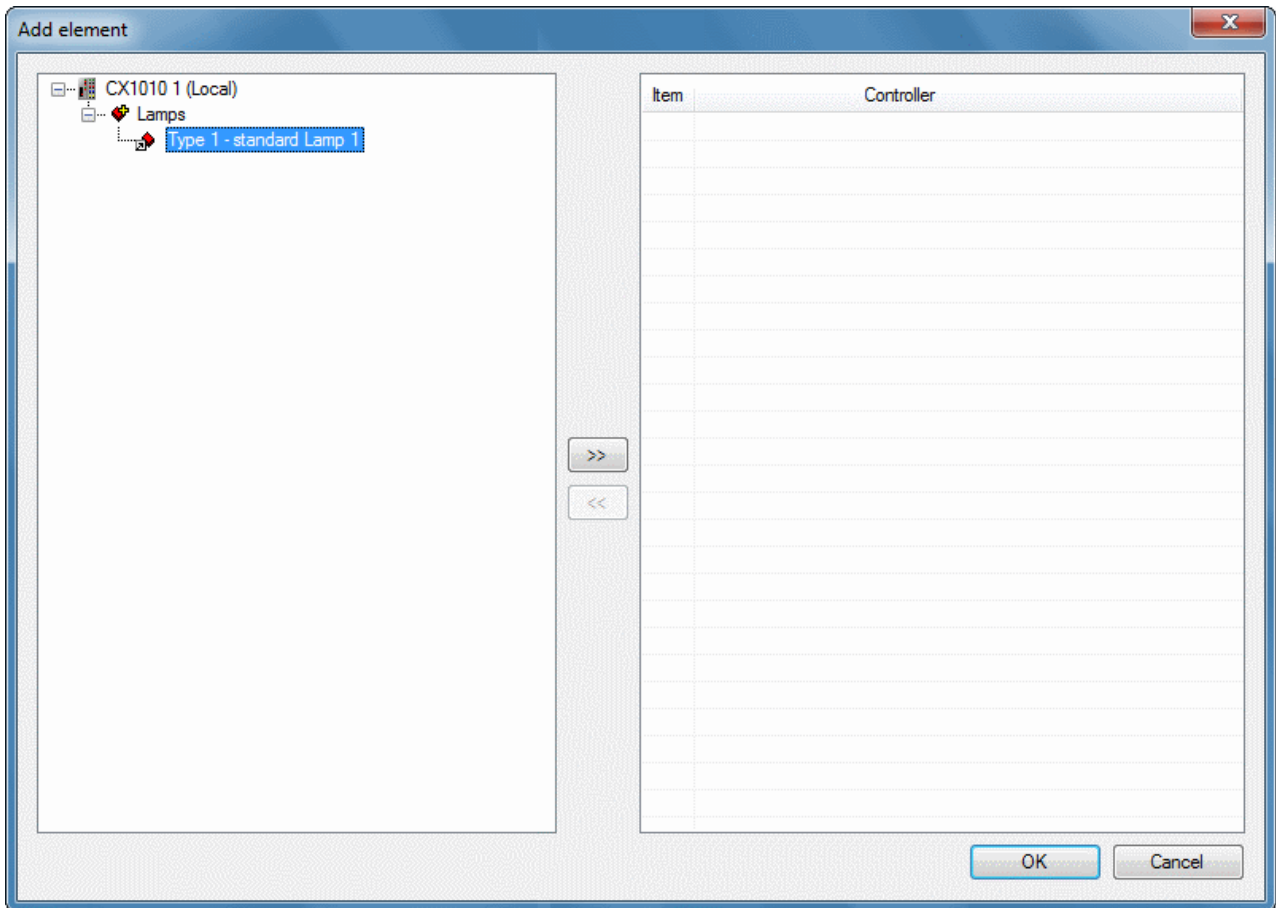 Add element
CX1010 1 (Local)
Lamps
Type 1 - standard Lamp 1
Item Controller
>>
<<
OK Cancel